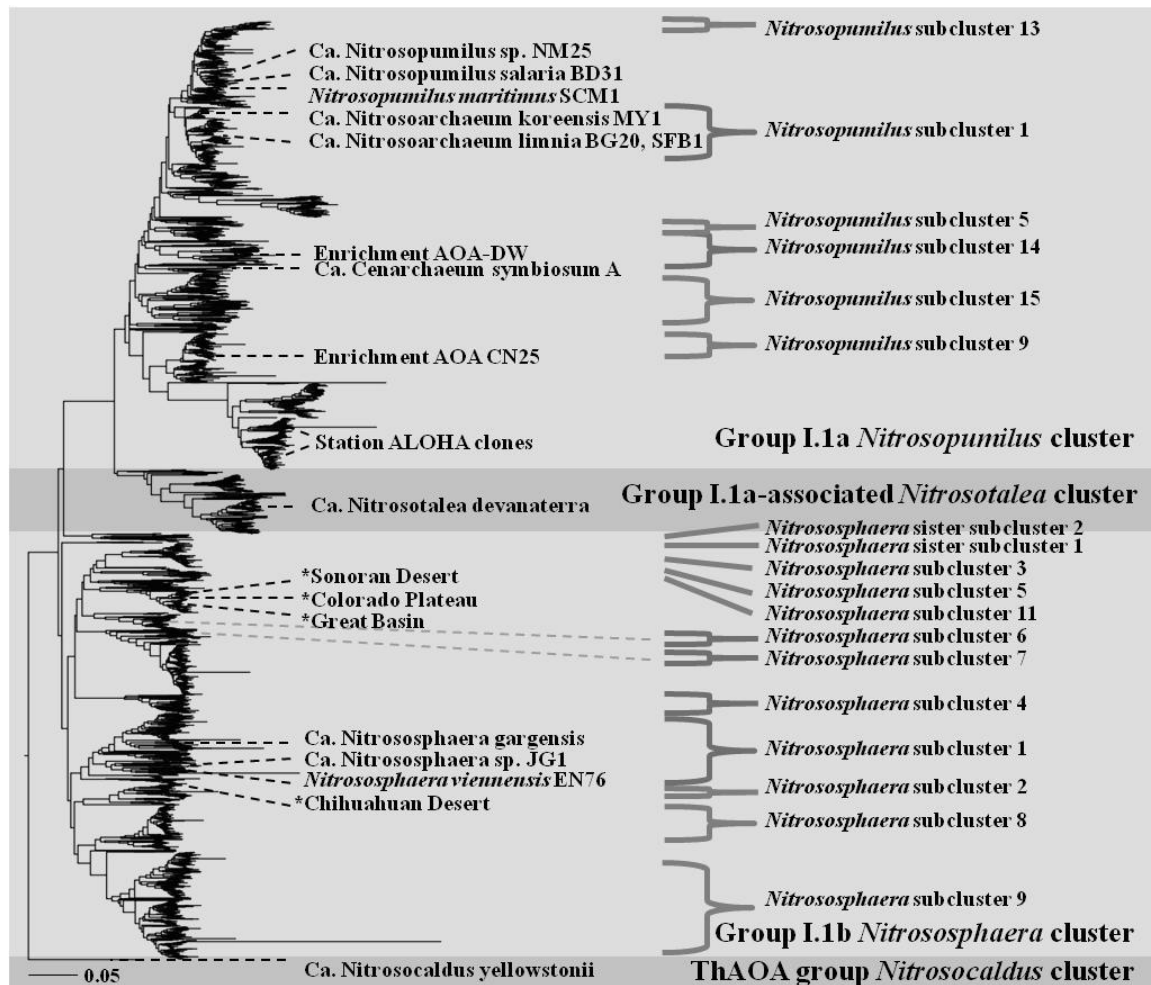 Nitrosopumilus subcluster 13
Ca. Nitrosopumilus sp. NM25
Ca. Nitrosopumilus salaria BD31
Nitrosopumilus maritimus SCM1
Ca. Nitrosoarchaeum koreensis MY1
Nitrosopumilus subcluster 1
Ca. Nitrosoarchaeum limnia BG20, SFB1
Nitrosopumilus subcluster 5
Nitrosopumilus subcluster 14
Enrichment AOA-DW
Ca. Cenarchaeum symbiosum A
Nitrosopumilus subcluster 15
Nitrosopumilus subcluster 9
Enrichment AOA CN25
Station ALOHA clones
Group I.1a Nitrosopumilus cluster
Group I.1a-associated Nitrosotalea cluster
Ca. Nitrosotalea devanaterra
Nitrososphaera sister subcluster 2
Nitrososphaera sister subcluster 1
Nitrososphaera subcluster 3
*Sonoran Desert
Nitrososphaera subcluster 5
*Colorado Plateau
Nitrososphaera subcluster 11
*Great Basin
Nitrososphaera subcluster 6
Nitrososphaera subcluster 7
Nitrososphaera subcluster 4
Ca. Nitrososphaera gargensis
Nitrososphaera subcluster 1
Ca. Nitrososphaera sp. JG1
Nitrososphaera viennensis EN76
Nitrososphaera subcluster 2
*Chihuahuan Desert
Nitrososphaera subcluster 8
Nitrososphaera subcluster 9
Group I.1b Nitrososphaera cluster
Ca. Nitrosocaldus yellowstonii
ThAOA group Nitrosocaldus cluster
0.05